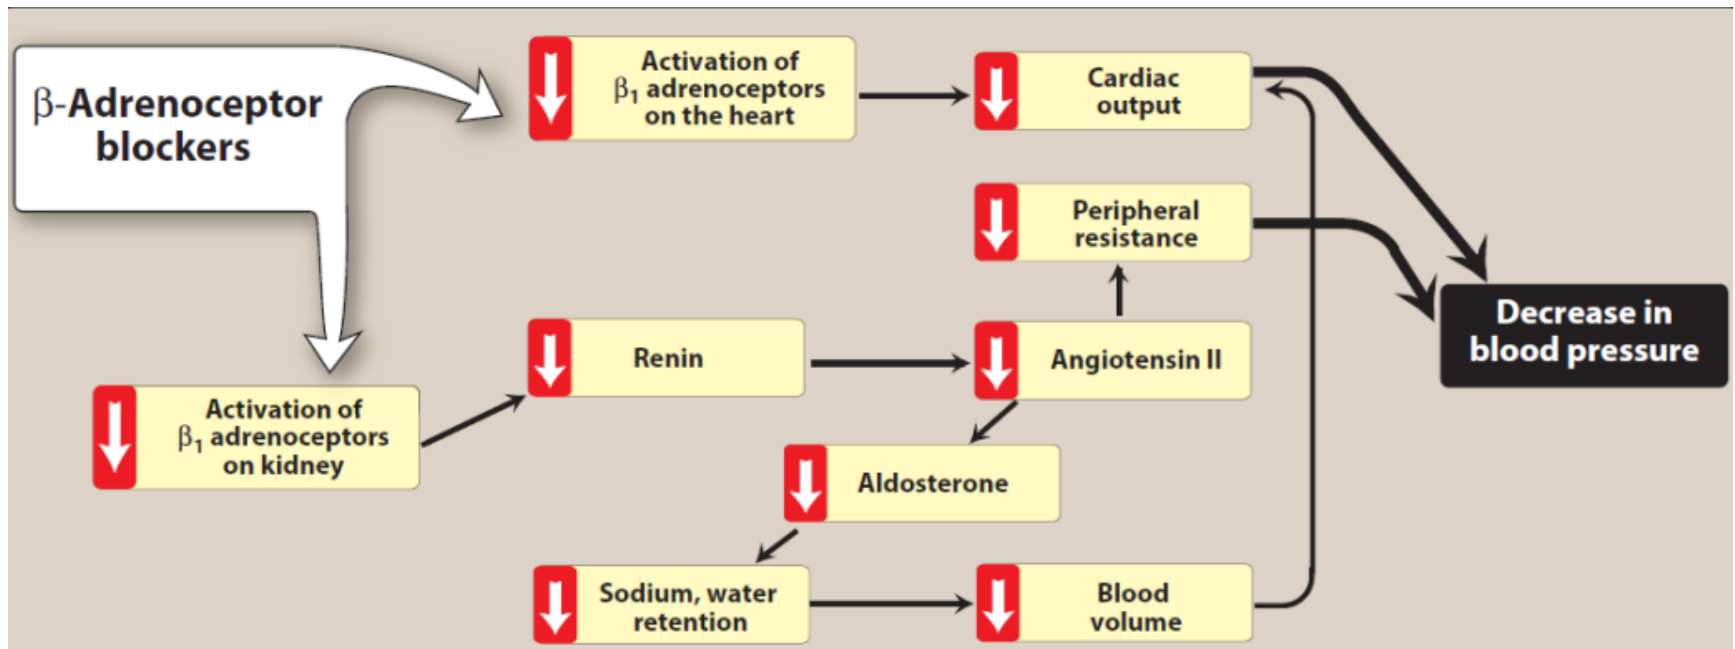 β-Adrenoceptor
blockers
Activation of
β₁ adrenoceptors
on the heart
Cardiac
output
Peripheral
resistance
Decrease in
blood pressure
Renin
Angiotensin II
Activation of
β₁ adrenoceptors
on kidney
Aldosterone
Sodium, water
retention
Blood
volume